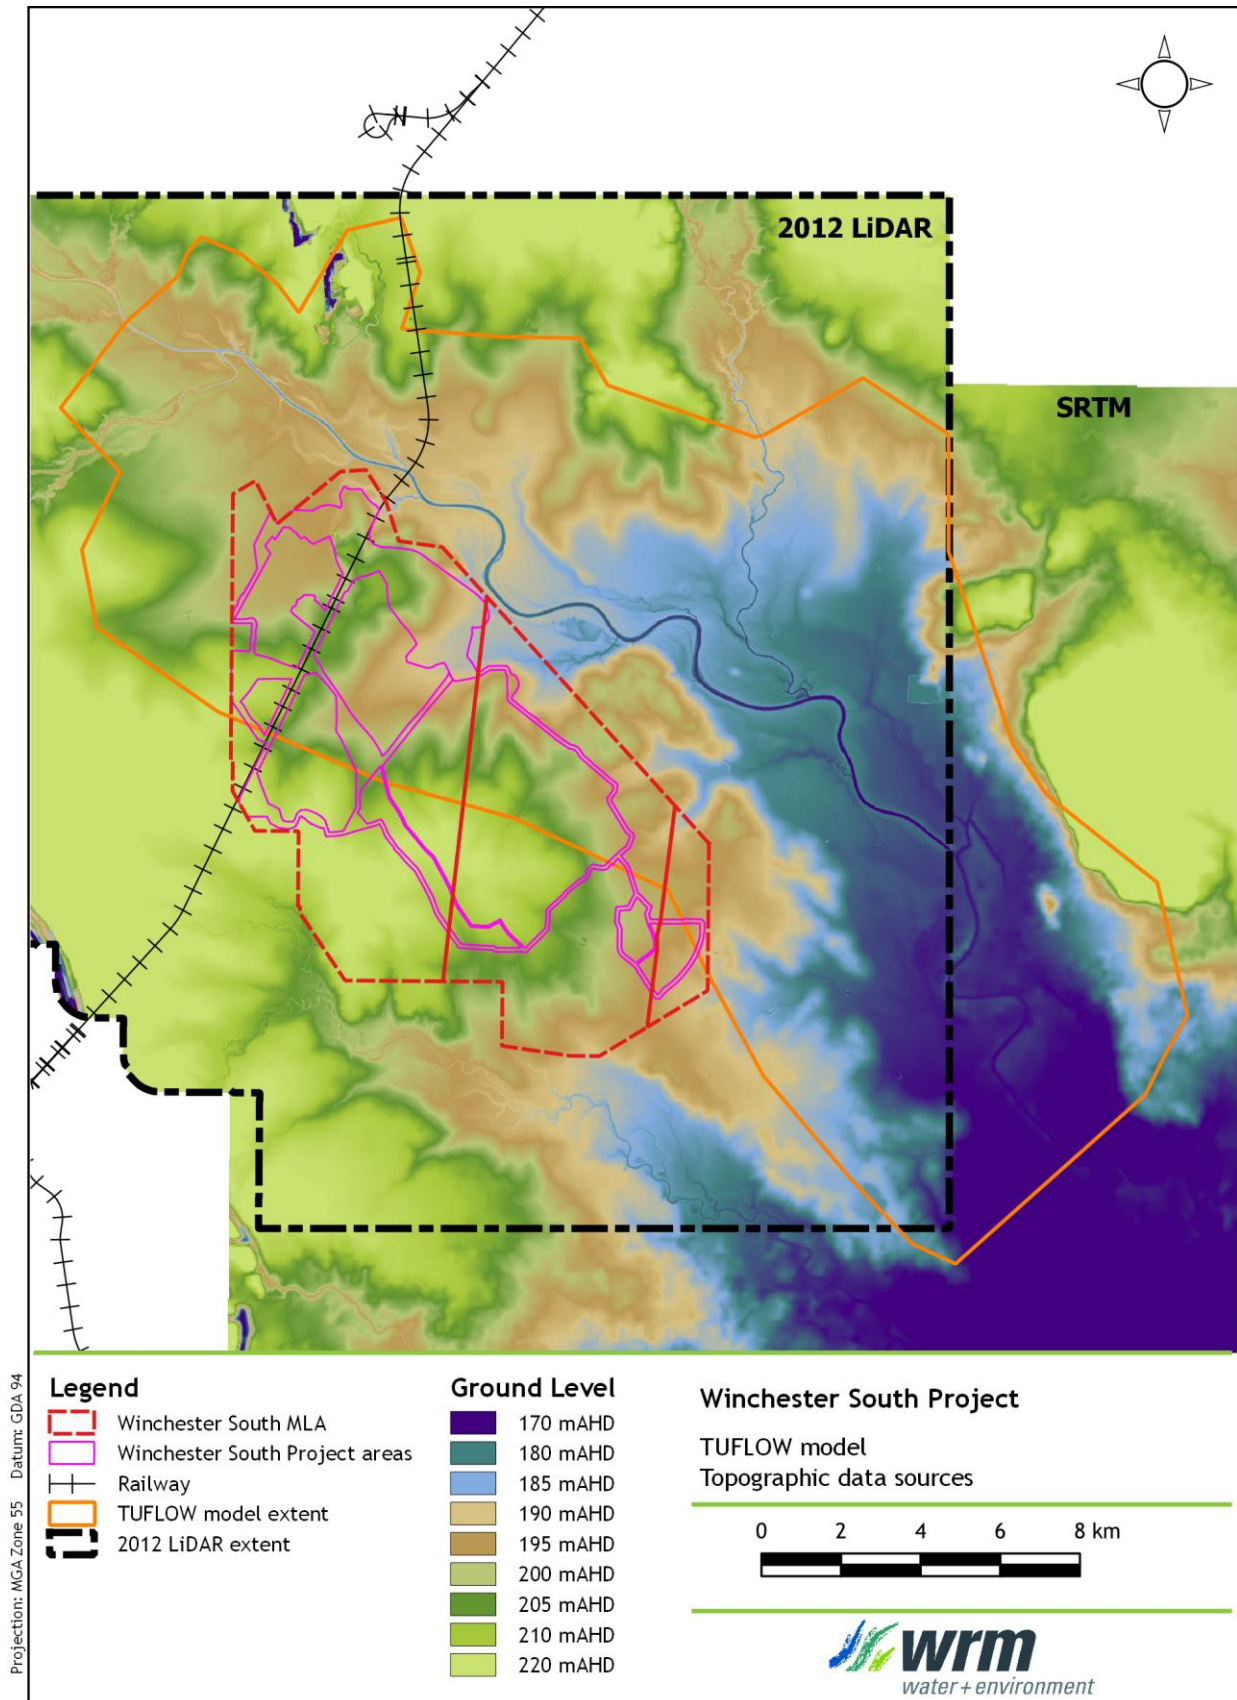 2012 LiDAR
SRTM
Legend
Winchester South MLA
Winchester South Project areas
Railway
TUFLOW model extent
2012 LiDAR extent
Ground Level
170 mAHD
180 mAHD
185 mAHD
190 mAHD
195 mAHD
200 mAHD
205 mAHD
210 mAHD
220 mAHD
Winchester South Project
TUFLOW model
Topographic data sources
0 2 4 6 8 km
wrm
water + environment
Projection: MGA Zone 55 Datum: GDA 94